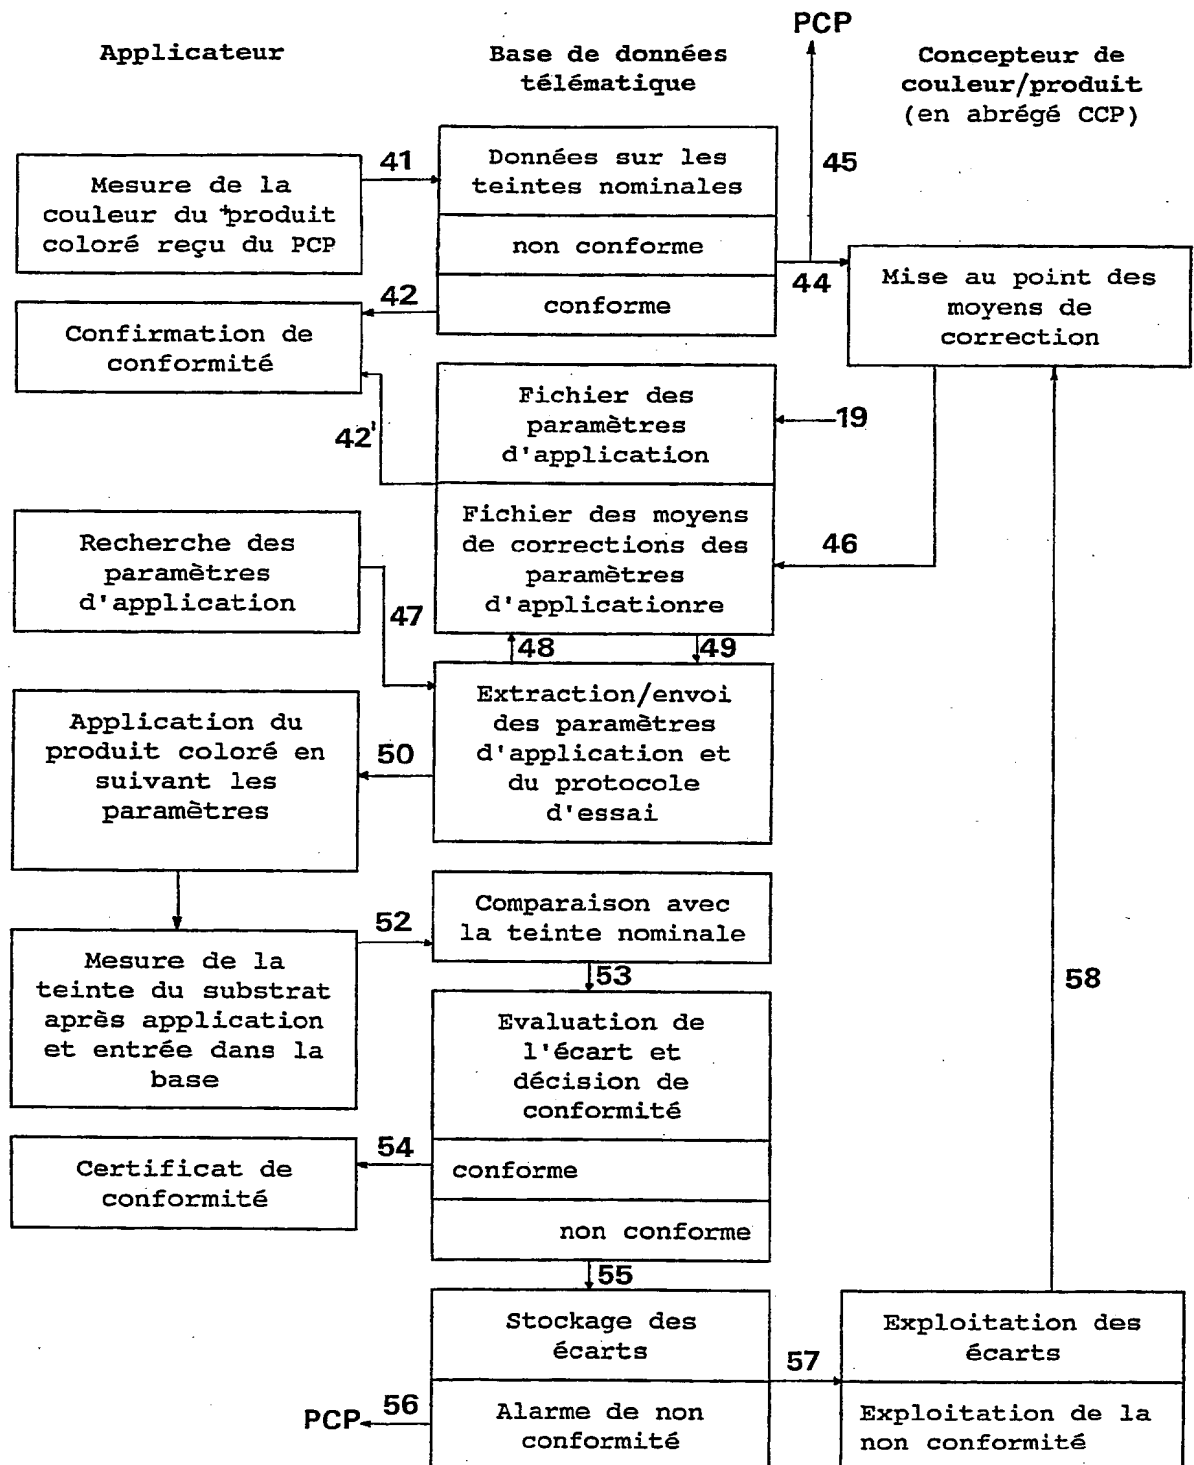 PCP
Applicateur
Base de données
télématique
Concepteur de
couleur/produit
(en abrégé CCP)
41
Données sur les
teintes nominales
45
Mesure de la
couleur du produit
coloré reçu du PCP
non conforme
44
conforme
42
Mise au point des
moyens de
correction
Confirmation de
conformité
Fichier des
paramètres
d'application
19
42'
Fichier des moyens
de corrections des
paramètres
d'applicationre
46
Recherche des
paramètres
d'application
47
48
49
Extraction/envoi
des paramètres
d'application et
du protocole
d'essai
Application du
produit coloré en
suivant les
paramètres
50
Comparaison avec
la teinte nominale
52
53
Mesure de la
teinte du substrat
après application
et entrée dans la
base
58
Evaluation de
l'écart et
décision de
conformité
54
conforme
Certificat de
conformité
non conforme
55
Stockage des
écarts
57
Exploitation des
écarts
PCP
56
Alarme de non
conformité
Exploitation de la
non conformité